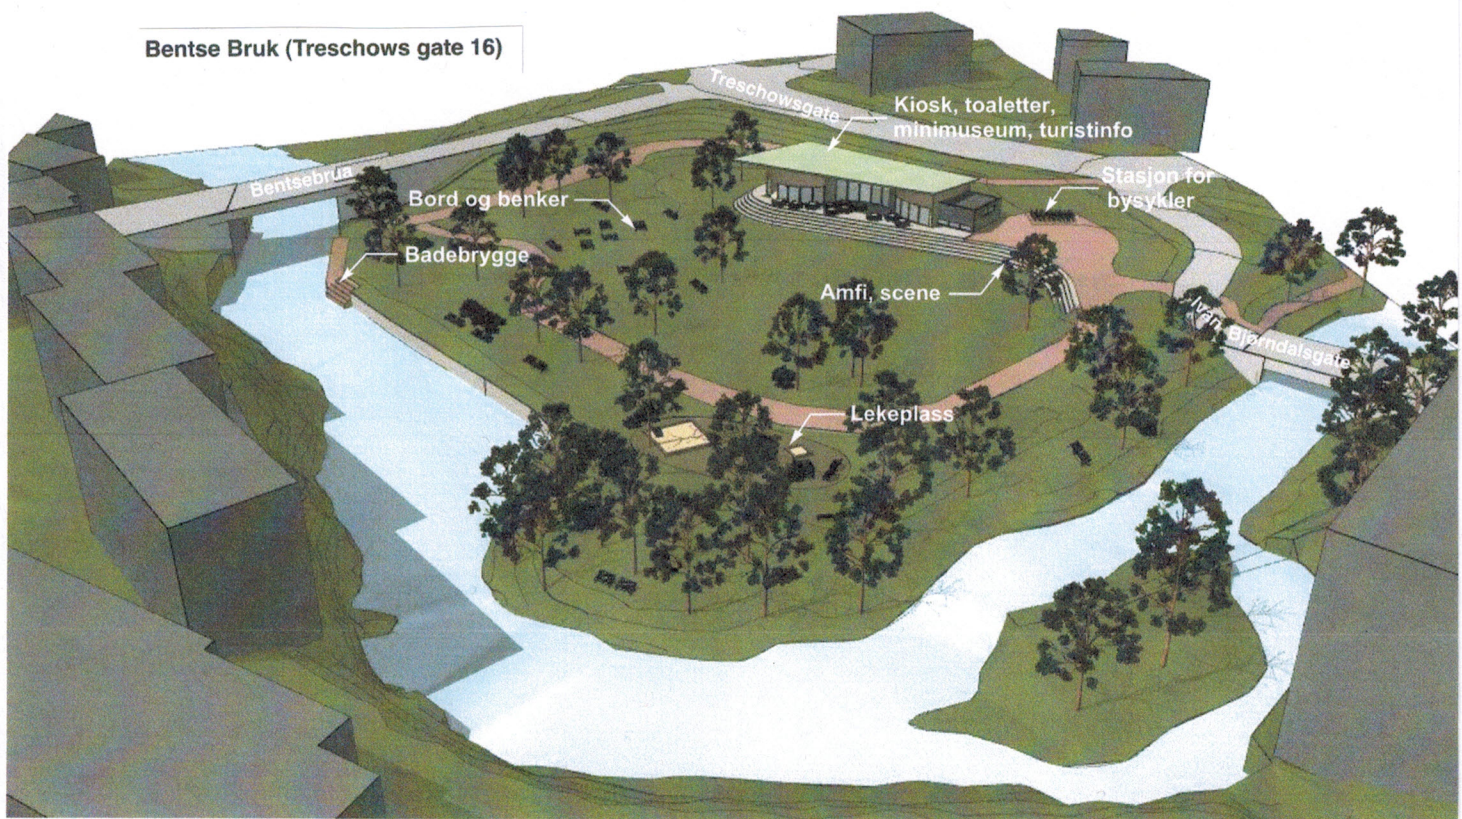 Bentse Bruk (Treschows gate 16)
Treschowsgate
Kiosk, toaletter,
minimuseum, turistinfo
Bentsebrua
Bord og benker
Stasjon for
bysykler
Badebrygge
Amfi, scene
Ivan Bjørndalsgate
Lekeplass